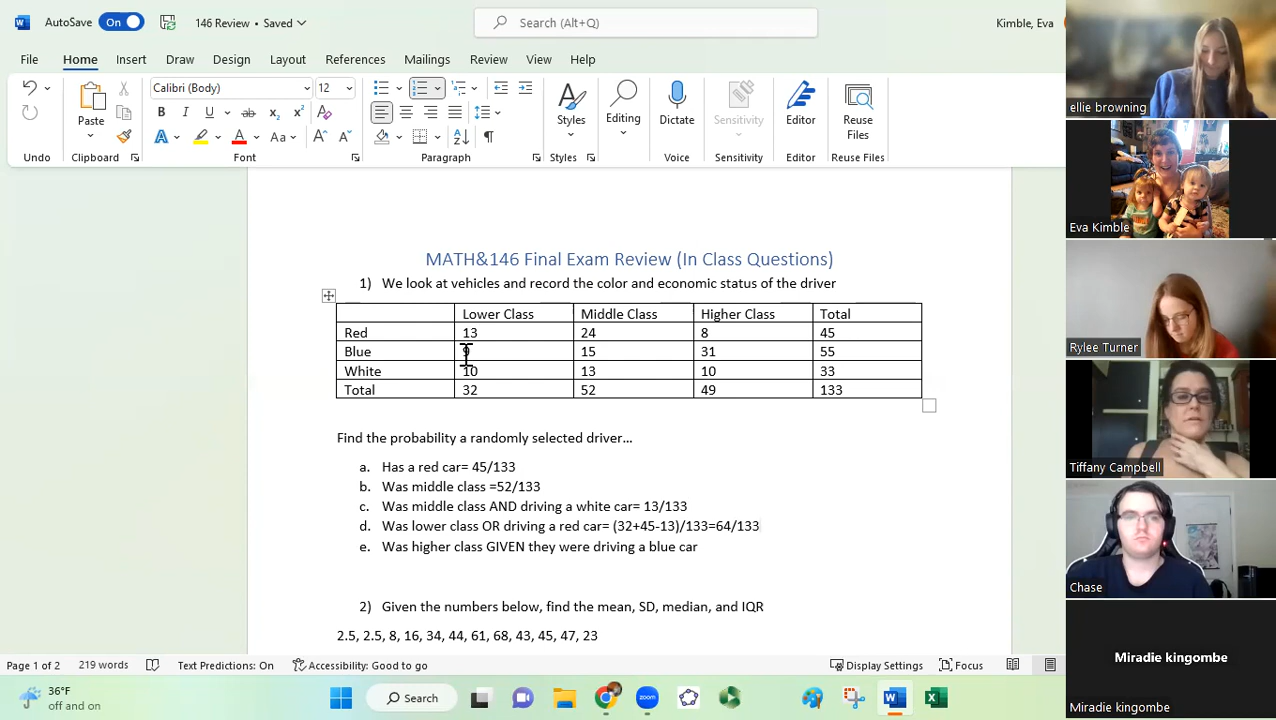 AutoSave On 146 Review • Saved Search (Alt+Q) Kimble, Eva
File Home Insert Draw Design Layout References Mailings Review View Help
Calibri (Body) 12
Paste Styles Editing Dictate Sensitivity Editor Reuse Files
Undo Clipboard Font Paragraph Styles Voice Sensitivity Editor Reuse Files
MATH&146 Final Exam Review (In Class Questions)
1) We look at vehicles and record the color and economic status of the driver
Lower Class Middle Class Higher Class Total
Red 13 24 8 45
Blue 9 15 31 55
White 10 13 10 33
Total 32 52 49 133
Find the probability a randomly selected driver…
a. Has a red car= 45/133
b. Was middle class =52/133
c. Was middle class AND driving a white car= 13/133
d. Was lower class OR driving a red car= (32+45-13)/133=64/133
e. Was higher class GIVEN they were driving a blue car
2) Given the numbers below, find the mean, SD, median, and IQR
2.5, 2.5, 8, 16, 34, 44, 61, 68, 43, 45, 47, 23
Page 1 of 2 219 words Text Predictions: On Accessibility: Good to go Display Settings Focus
36°F
off and on
Search
ellie browning
Eva Kimble
Rylee Turner
Tiffany Campbell
Chase
Miradie kingombe
Miradie kingombe